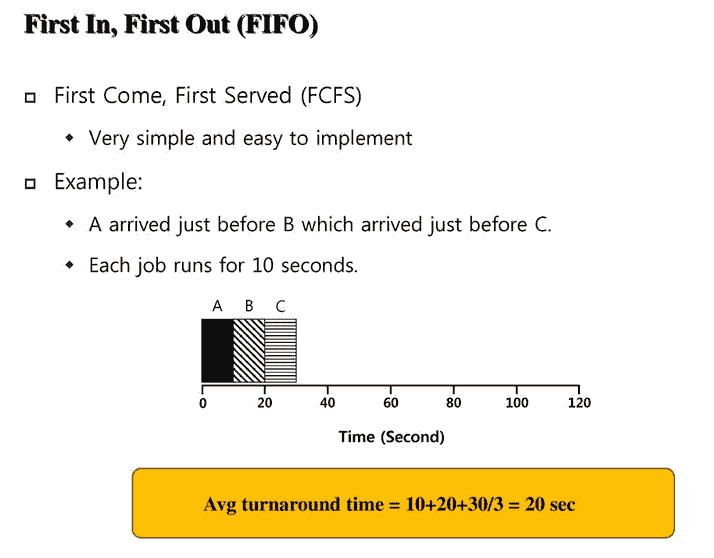 First In, First Out (FIFO)
First Come, First Served (FCFS)
Very simple and easy to implement
Example:
A arrived just before B which arrived just before C.
Each job runs for 10 seconds.
A B C
0 20 40 60 80 100 120
Time (Second)
Avg turnaround time = 10+20+30/3 = 20 sec